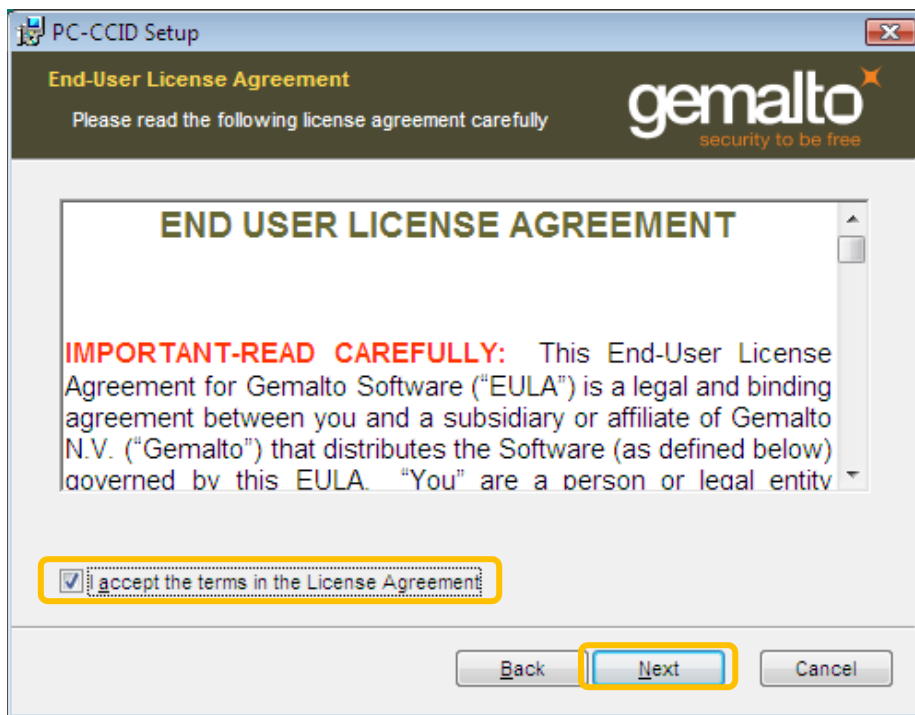 PC-CCID Setup
End-User License Agreement
Please read the following license agreement carefully
gemalto
security to be free
END USER LICENSE AGREEMENT
IMPORTANT-READ CAREFULLY: This End-User License
Agreement for Gemalto Software (“EULA”) is a legal and binding
agreement between you and a subsidiary or affiliate of Gemalto
N.V. (“Gemalto”) that distributes the Software (as defined below)
governed by this EULA. “You” are a person or legal entity
I accept the terms in the License Agreement
Back
Next
Cancel